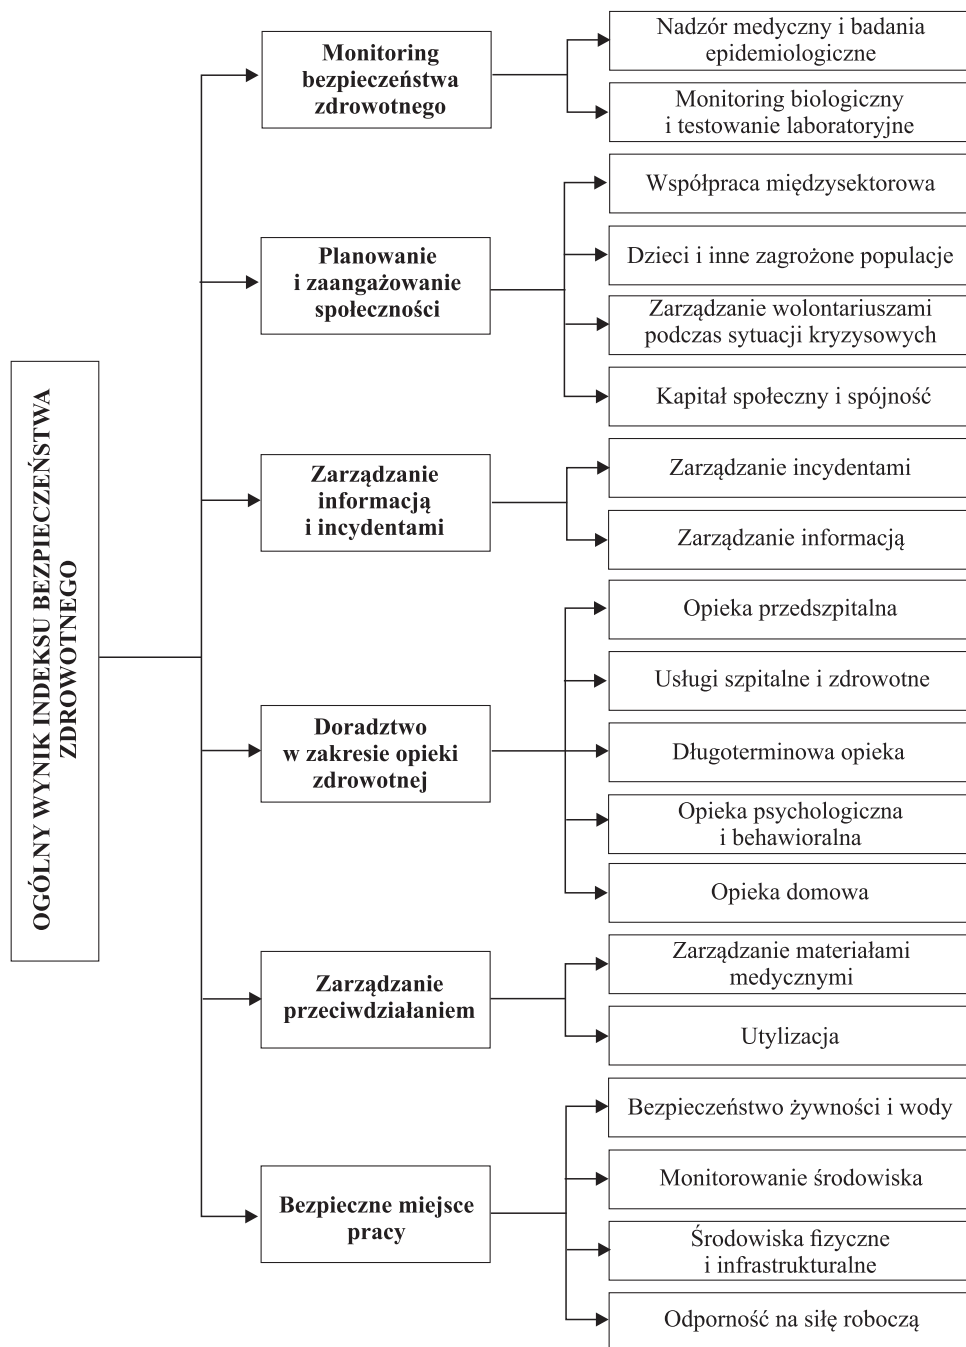 OGÓLNY WYNIK INDEKSU BEZPIECZEŃSTWA
ZDROWOTNEGO
Monitoring
bezpieczeństwa
zdrowotnego
Nadzór medyczny i badania
epidemiologiczne
Monitoring biologiczny
i testowanie laboratoryjne
Planowanie
i zaangażowanie
społeczności
Współpraca międzysektorowa
Dzieci i inne zagrożone populacje
Zarządzanie wolontariuszami
podczas sytuacji kryzysowych
Kapitał społeczny i spójność
Zarządzanie
informacją
i incydentami
Zarządzanie incydentami
Zarządzanie informacją
Doradztwo
w zakresie opieki
zdrowotnej
Opieka przedszpitalna
Usługi szpitalne i zdrowotne
Długoterminowa opieka
Opieka psychologiczna
i behawioralna
Opieka domowa
Zarządzanie
przeciwdziałaniem
Zarządzanie materiałami
medycznymi
Utylizacja
Bezpieczne miejsce
pracy
Bezpieczeństwo żywności i wody
Monitorowanie środowiska
Środowiska fizyczne
i infrastrukturalne
Odporność na siłę roboczą